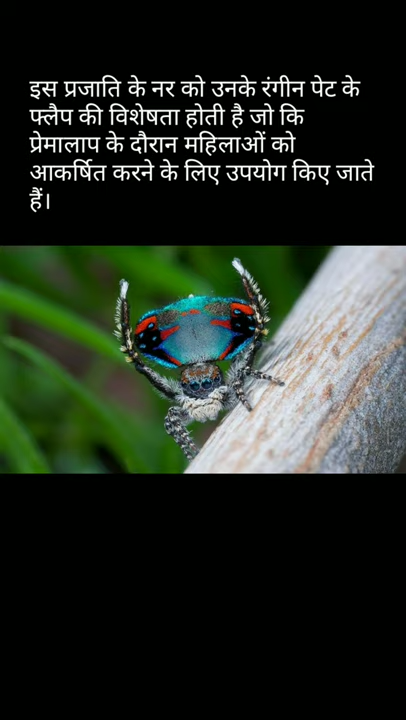 इस प्रजाति के नर को उनके रंगीन पेट के
फ्लैप की विशेषता होती है जो कि
प्रेमालाप के दौरान महिलाओं को
आकर्षित करने के लिए उपयोग किए जाते
हैं।